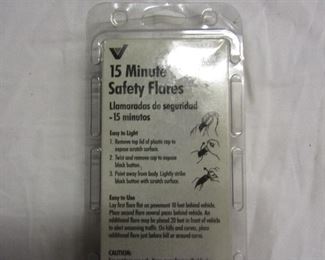 15 Minute
Safety Flares
Llamaradas de seguridad
-15 minutos
Easy to Light
1. Remove top lid of plastic cap to
expose scratch surface.
2. Twist and remove cap to expose
black button.
3. Point away from body. Lightly strike
black button with scratch surface.
Easy to Use
Lay first flare flat on pavement 10 feet behind vehicle.
Place second flare several paces behind vehicle. An
additional flare may be placed 20 feet in front of vehicle
to alert oncoming traffic. On hills and curves, place
additional flare just before hill or around curve.
CAUTION: